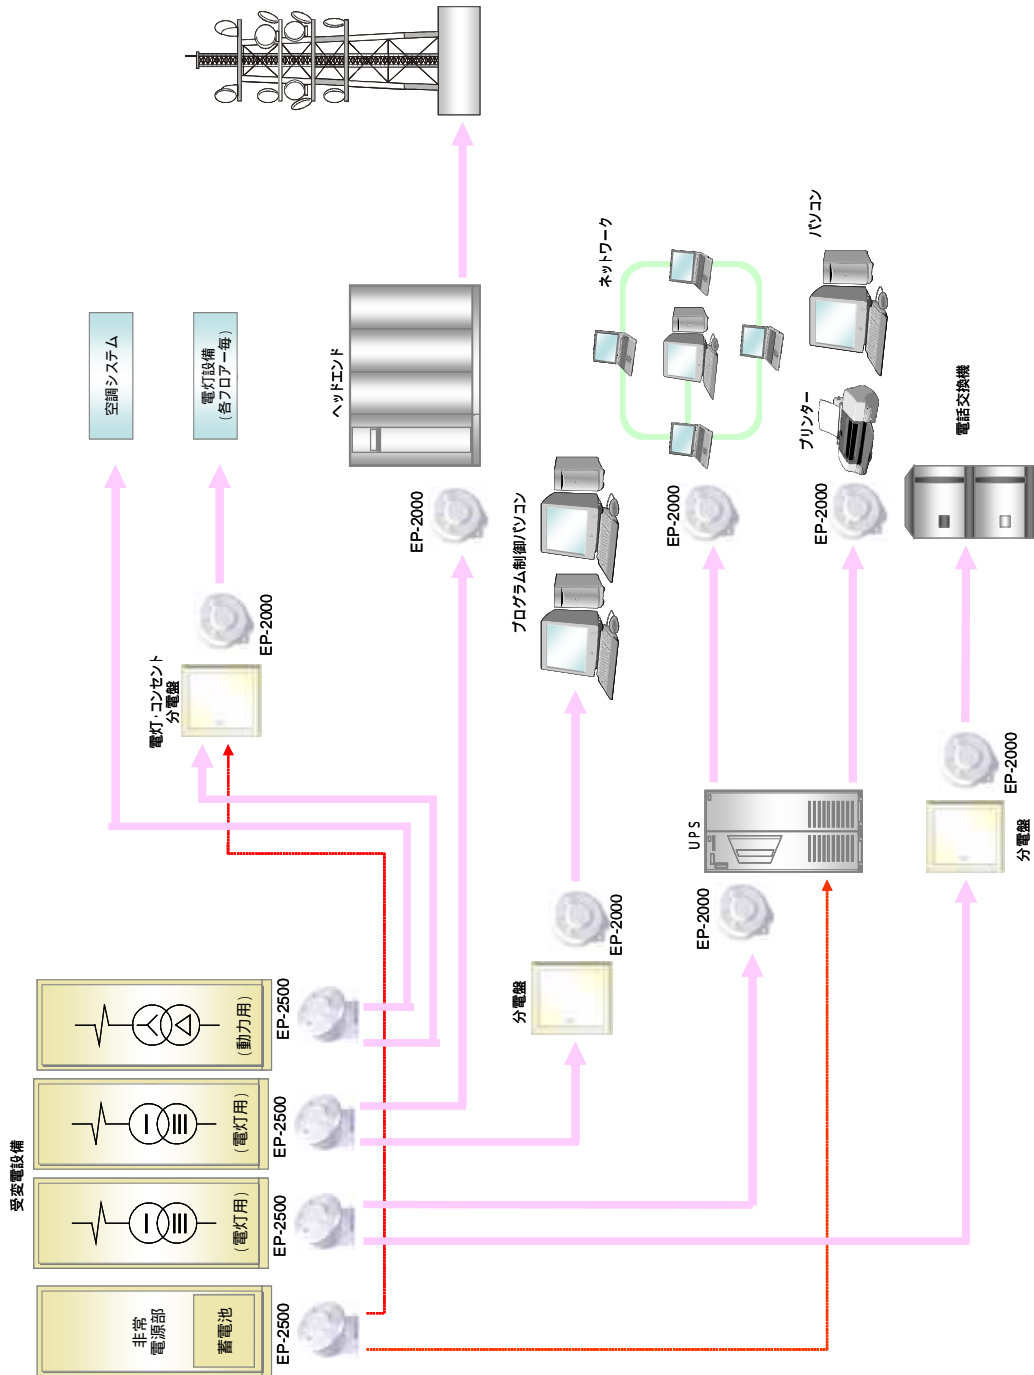 受変電設備
非常
電源部
蓄電池
EP-2500
(電灯用)
EP-2500
(電灯用)
EP-2500
(動力用)
EP-2500
電灯・コンセント
分電盤
EP-2000
空調システム
電灯設備
(各フロアー毎)
EP-2000
ヘッドエンド
分電盤
EP-2000
プログラム制御パソコン
EP-2000
UPS
EP-2000
ネットワーク
EP-2000
プリンター
パソコン
分電盤
EP-2000
電話交換機